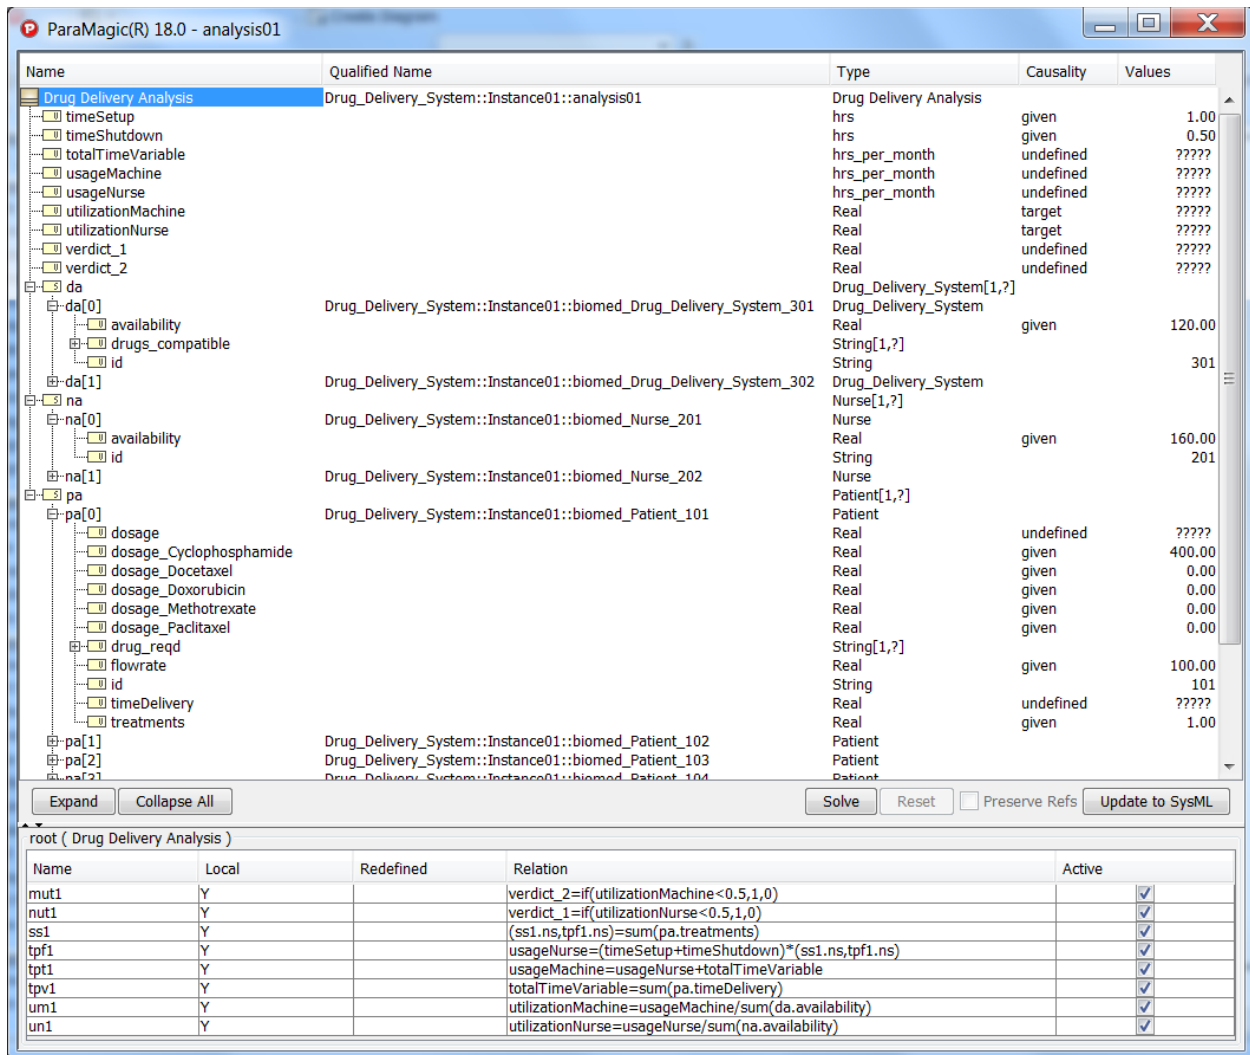 Create Diagram
ParaMagic(R) 18.0 - analysis01
Name Qualified Name Type Causality Values
Drug Delivery Analysis Drug_Delivery_System::Instance01::analysis01 Drug Delivery Analysis
timeSetup hrs given 1.00
timeShutdown hrs given 0.50
totalTimeVariable hrs_per_month undefined ?????
usageMachine hrs_per_month undefined ?????
usageNurse hrs_per_month undefined ?????
utilizationMachine Real target ?????
utilizationNurse Real target ?????
verdict_1 Real undefined ?????
verdict_2 Real undefined ?????
da Drug_Delivery_System[1,?]
da[0] Drug_Delivery_System::Instance01::biomed_Drug_Delivery_System_301 Drug_Delivery_System
availability Real given 120.00
drugs_compatible String[1,?]
id String 301
da[1] Drug_Delivery_System::Instance01::biomed_Drug_Delivery_System_302 Drug_Delivery_System
na Nurse[1,?]
na[0] Drug_Delivery_System::Instance01::biomed_Nurse_201 Nurse
availability Real given 160.00
id String 201
na[1] Drug_Delivery_System::Instance01::biomed_Nurse_202 Nurse
pa Patient[1,?]
pa[0] Drug_Delivery_System::Instance01::biomed_Patient_101 Patient
dosage Real undefined ?????
dosage_Cyclophosphamide Real given 400.00
dosage_Docetaxel Real given 0.00
dosage_Doxorubicin Real given 0.00
dosage_Methotrexate Real given 0.00
dosage_Paclitaxel Real given 0.00
drug_reqd String[1,?]
flowrate Real given 100.00
id String 101
timeDelivery Real undefined ?????
treatments Real given 1.00
pa[1] Drug_Delivery_System::Instance01::biomed_Patient_102 Patient
pa[2] Drug_Delivery_System::Instance01::biomed_Patient_103 Patient
pa[3] Drug_Delivery_System::Instance01::biomed_Patient_104 Patient
Expand Collapse All Solve Reset Preserve Refs Update to SysML
root ( Drug Delivery Analysis )
Name Local Redefined Relation Active
mut1 Y verdict_2=if(utilizationMachine<0.5,1,0)
nut1 Y verdict_1=if(utilizationNurse<0.5,1,0)
ss1 Y (ss1.ns,tpf1.ns)=sum(pa.treatments)
tpf1 Y usageNurse=(timeSetup+timeShutdown)*(ss1.ns,tpf1.ns)
tpt1 Y usageMachine=usageNurse+totalTimeVariable
tpv1 Y totalTimeVariable=sum(pa.timeDelivery)
um1 Y utilizationMachine=usageMachine/sum(da.availability)
un1 Y utilizationNurse=usageNurse/sum(na.availability)